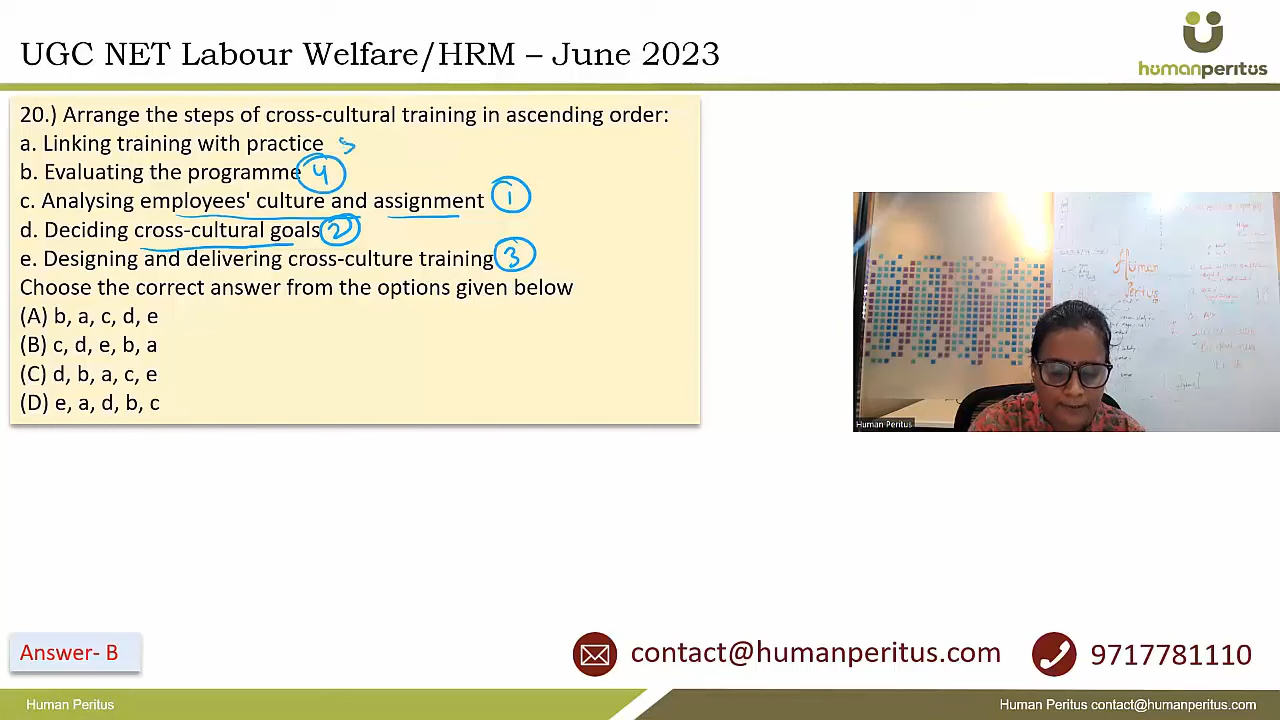 UGC NET Labour Welfare/HRM – June 2023
humanperitus
20.) Arrange the steps of cross-cultural training in ascending order:
a. Linking training with practice 5
b. Evaluating the programme 4
c. Analysing employees' culture and assignment 1
d. Deciding cross-cultural goals 2
e. Designing and delivering cross-culture training 3
Choose the correct answer from the options given below
(A) b, a, c, d, e
(B) c, d, e, b, a
(C) d, b, a, c, e
(D) e, a, d, b, c
Human
Peritus
Human Peritus
Answer- B
contact@humanperitus.com
9717781110
Human Peritus
Human Peritus contact@humanperitus.com